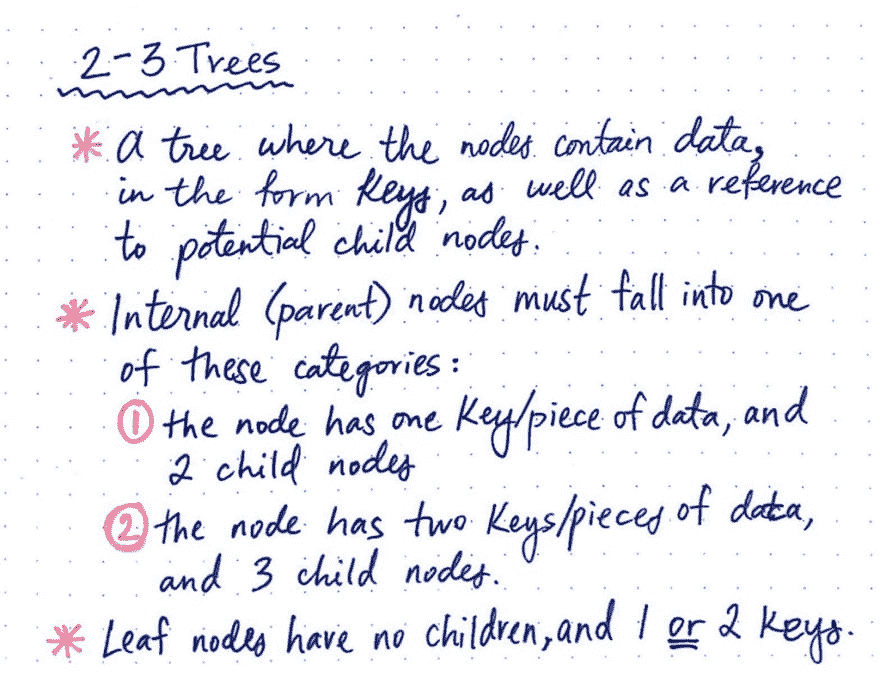 2-3 Trees
* A tree where the nodes contain data,
in the form keys, as well as a reference
to potential child nodes.
* Internal (parent) nodes must fall into one
of these categories:
① the node has one key/piece of data, and
2 child nodes
② the node has two keys/pieces of data,
and 3 child nodes.
* Leaf nodes have no children, and 1 or 2 keys.